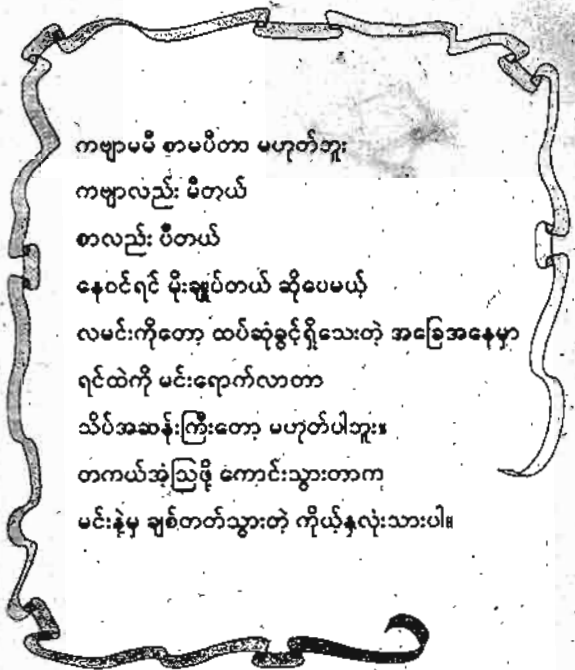 ကဗျာမမီ စာမပီတာ မဟုတ်ဘူး
ကဗျာလည်း မီတယ်
စာလည်း ပီတယ်
နေဝင်ရင် မိုးချုပ်တယ် ဆိုပေမယ့်
လမင်းကိုတော့ ထပ်ဆုံခွင့်ရှိသေးတဲ့ အခြေအနေမှာ
ရင်ထဲကို မင်းရောက်လာတာ
သိပ်အဆန်းကြီးတော့ မဟုတ်ပါဘူး။
တကယ်အံ့ဩဖို့ ကောင်းသွားတာက
မင်းနဲ့မှ ချစ်တတ်သွားတဲ့ ကိုယ့်နှလုံးသားပါ။